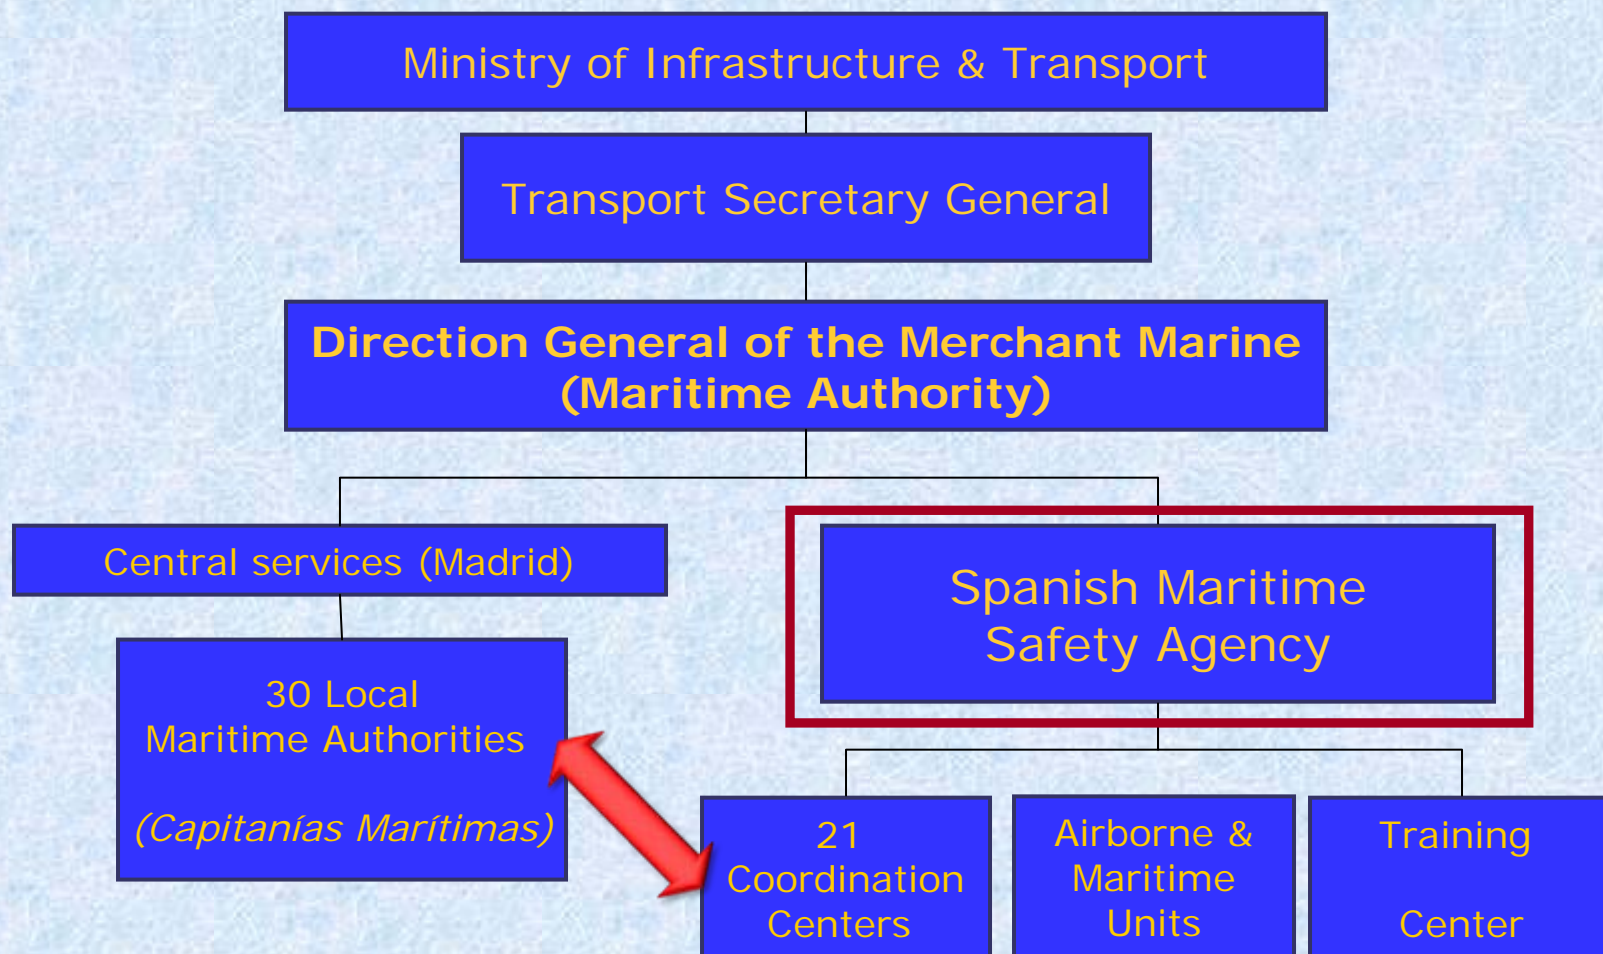 Ministry of Infrastructure & Transport
Transport Secretary General
Direction General of the Merchant Marine
(Maritime Authority)
Central services (Madrid)
Spanish Maritime
Safety Agency
30 Local
Maritime Authorities
(Capitanías Marítimas)
21
Coordination
Centers
Airborne &
Maritime
Units
Training
Center